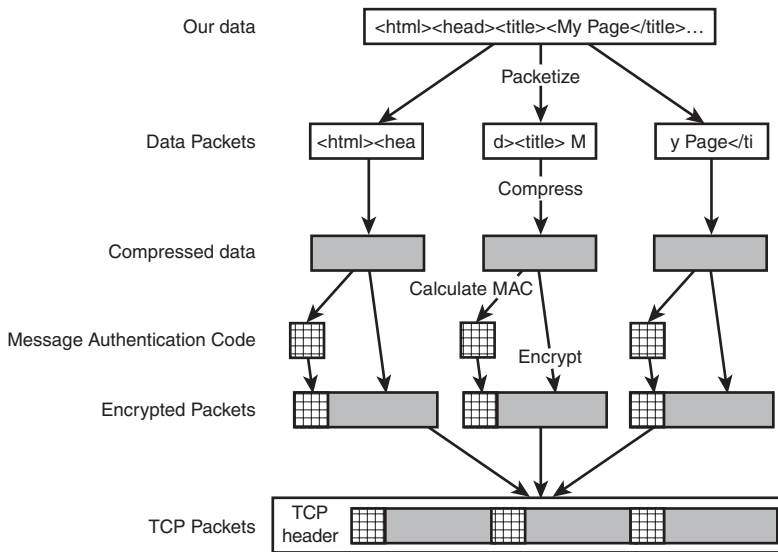 Our data
<html><head><title><My Page</title>…
Packetize
Data Packets
<html><hea
d><title> M
y Page</ti
Compress
Compressed data
Calculate MAC
Message Authentication Code
Encrypt
Encrypted Packets
TCP Packets
TCP
header